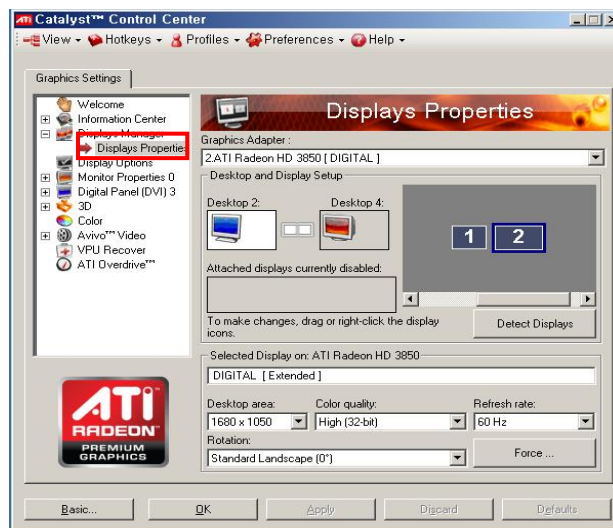 ATI Catalyst™ Control Center
View Hotkeys Profiles Preferences Help
Graphics Settings
Welcome
Information Center
Displays Manager
Displays Properties
Display Options
Monitor Properties 0
Digital Panel (DVI) 3
3D
Color
Avivo™ Video
VPU Recover
ATI Overdrive™
ATI
RADEON
PREMIUM
GRAPHICS
Displays Properties
Graphics Adapter :
2.ATI Radeon HD 3850 [ DIGITAL ]
Desktop and Display Setup
Desktop 2: Desktop 4:
1 2
Attached displays currently disabled:
To make changes, drag or right-click the display
icons.
Detect Displays
Selected Display on: ATI Radeon HD 3850
DIGITAL [ Extended ]
Desktop area: Color quality: Refresh rate:
1680 x 1050 High (32-bit) 60 Hz
Rotation:
Standard Landscape (0°)
Force ...
Basic... OK Apply Discard Defaults